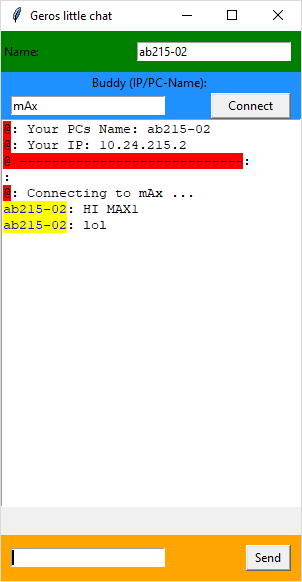 Geros little chat
Name: ab215-02
Buddy (IP/PC-Name):
mAx Connect
@: Your PCs Name: ab215-02
@: Your IP: 10.24.215.2
@ ----------------------------:
:
@: Connecting to mAx ...
ab215-02: HI MAX1
ab215-02: lol
Send